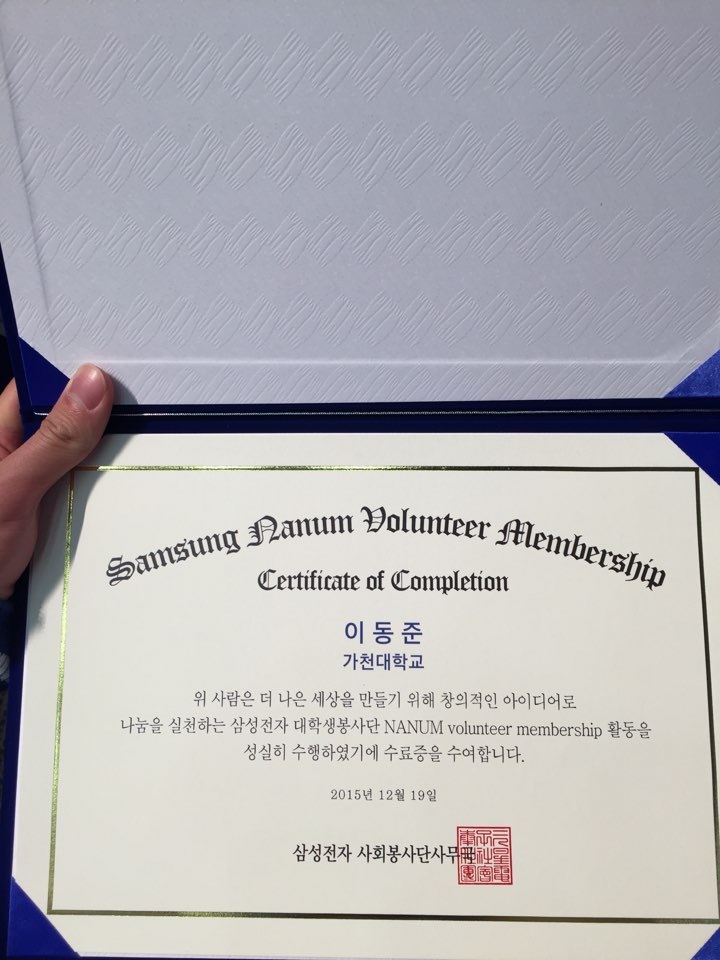 Samsung Nanum Volunteer Membership
Certificate of Completion
이동준
가천대학교
위 사람은 더 나은 세상을 만들기 위해 창의적인 아이디어로
나눔을 실천하는 삼성전자 대학생봉사단 NANUM volunteer membership 활동을
성실히 수행하였기에 수료증을 수여합니다.
2015년 12월 19일
삼성전자 사회봉사단사무